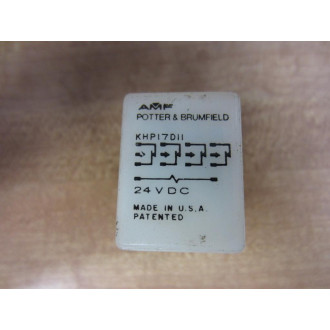 AMF
POTTER & BRUMFIELD
KHP17D11
24 VDC
MADE IN U.S.A
PATENTED